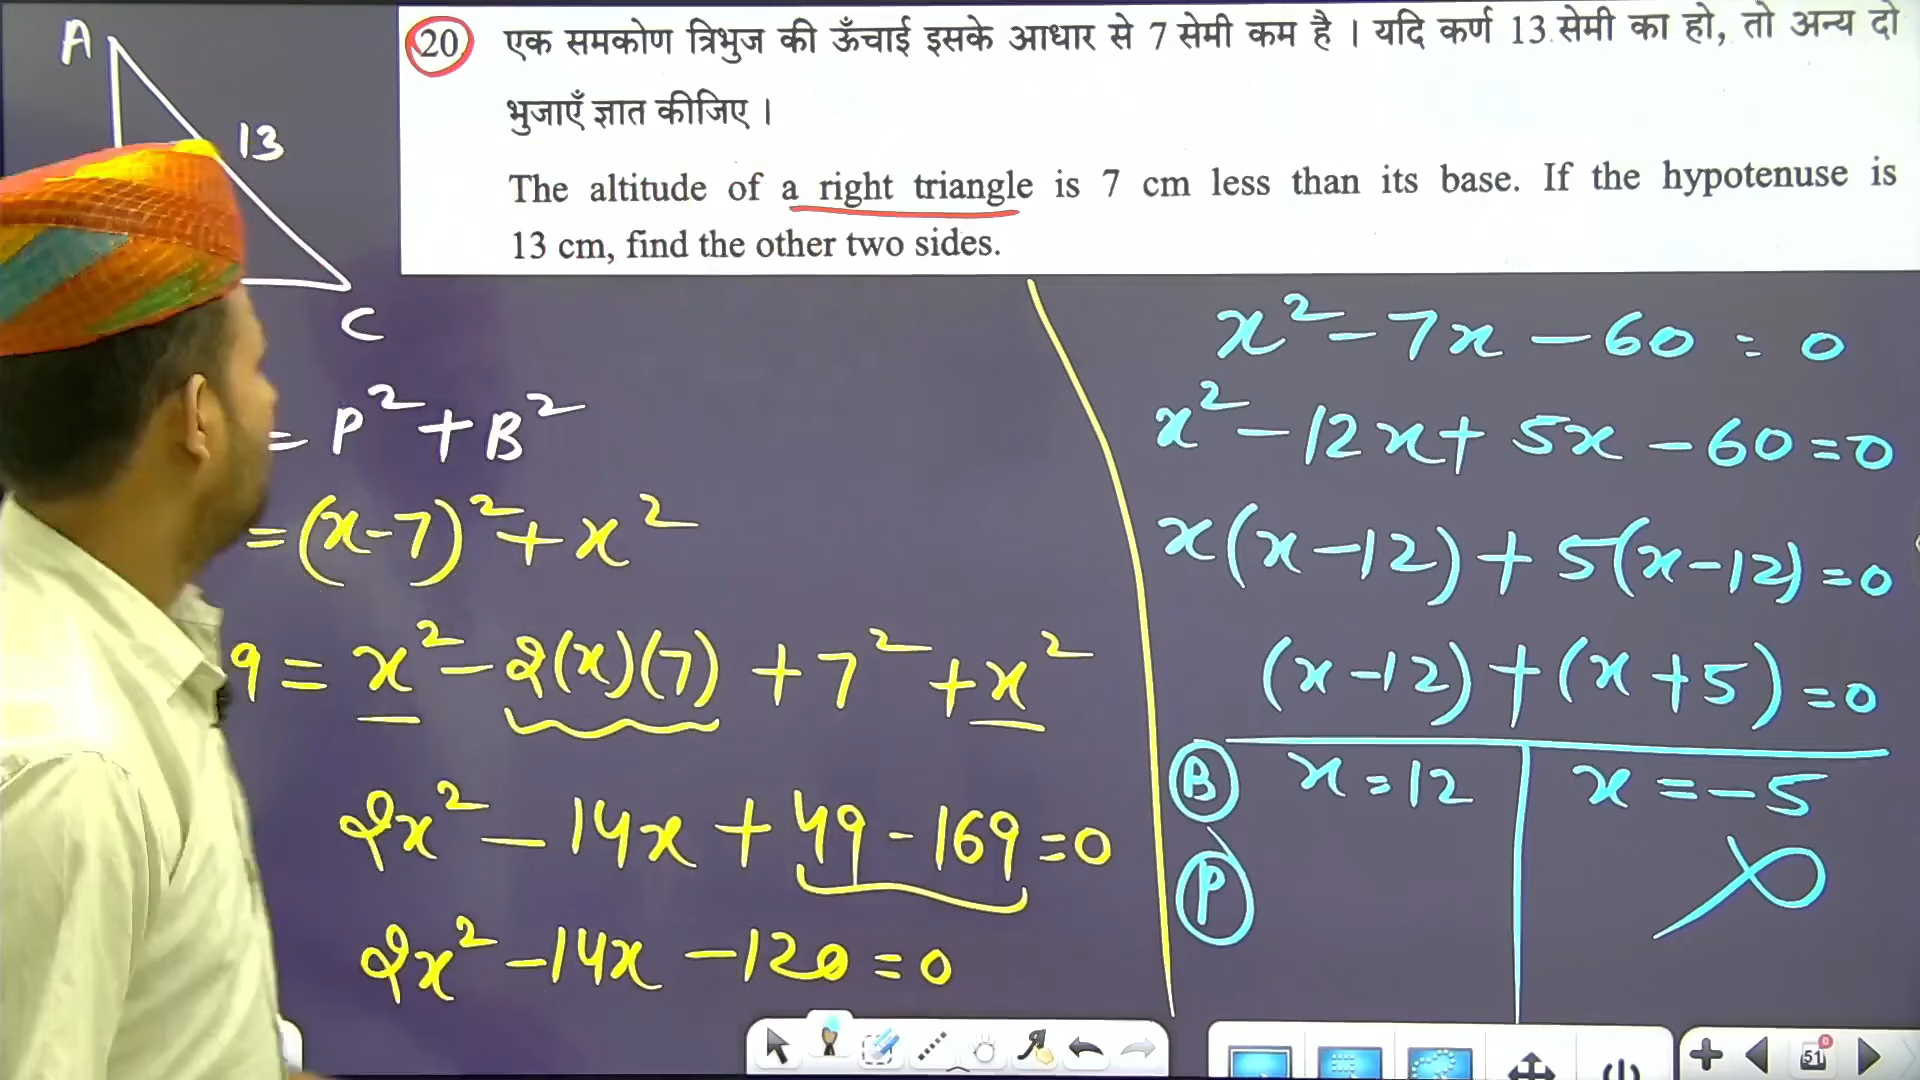 A
13
C
20 एक समकोण त्रिभुज की ऊँचाई इसके आधार से 7 सेमी कम है । यदि कर्ण 13 सेमी का हो, तो अन्य दो
भुजाएँ ज्ञात कीजिए ।
The altitude of a right triangle is 7 cm less than its base. If the hypotenuse is
13 cm, find the other two sides.
= P² + B²
= (x-7)² + x²
9 = x² - 2(x)(7) + 7² + x²
2x² - 14x + 49 - 169 = 0
2x² - 14x - 120 = 0
x² - 7x - 60 = 0
x² - 12x + 5x - 60 = 0
x(x-12) + 5(x-12) = 0
(x-12) + (x+5) = 0
B x = 12 x = -5
P
51